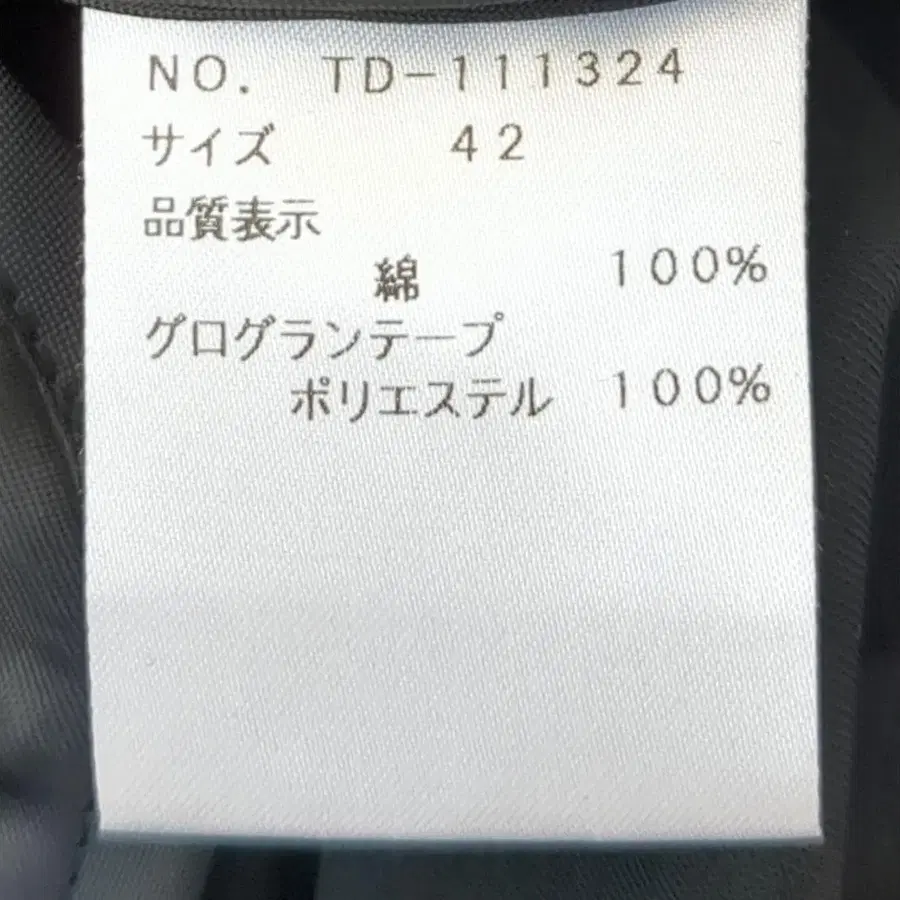 NO. TD-111324
サイズ 42
品質表示
綿 100%
グログランテープ
ポリエステル 100%